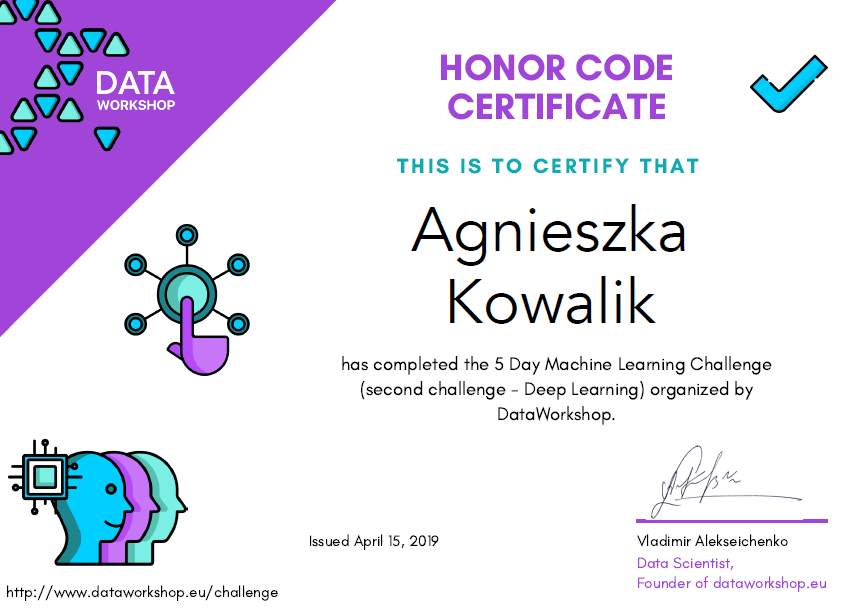 DATA
WORKSHOP
HONOR CODE
CERTIFICATE
THIS IS TO CERTIFY THAT
Agnieszka
Kowalik
has completed the 5 Day Machine Learning Challenge
(second challenge – Deep Learning) organized by
DataWorkshop.
Issued April 15, 2019
Vladimir Alekseichenko
Data Scientist,
Founder of dataworkshop.eu
http://www.dataworkshop.eu/challenge